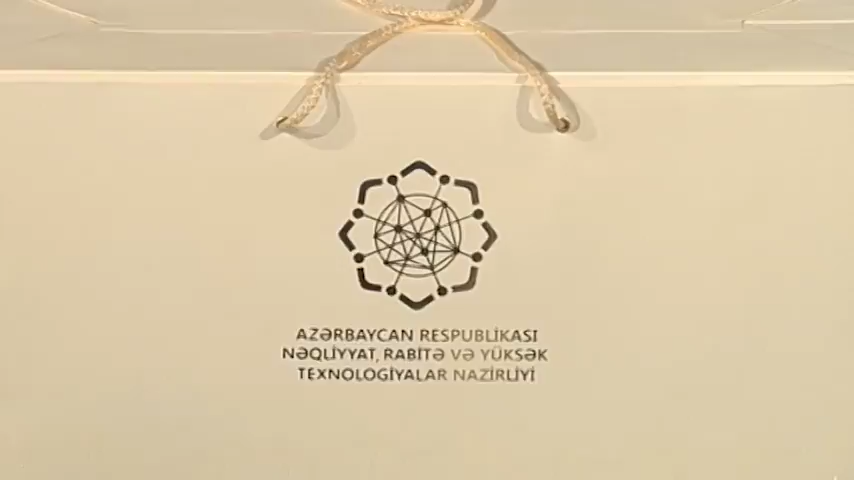 AZƏRBAYCAN RESPUBLİKASI
NƏQLİYYAT, RABİTƏ VƏ YÜKSƏK
TEXNOLOGİYALAR NAZİRLİYİ